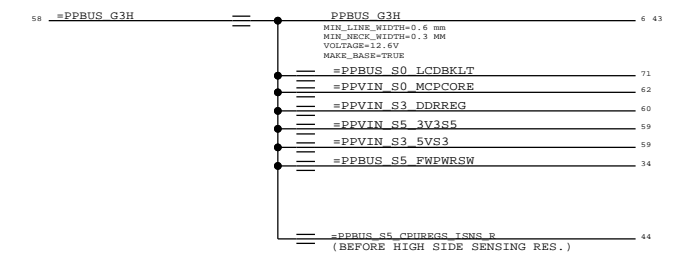 58 =PPBUS_G3H PPBUS_G3H 6 43
MIN_LINE_WIDTH=0.6 mm
MIN_NECK_WIDTH=0.3 MM
VOLTAGE=12.6V
MAKE_BASE=TRUE
=PPBUS_S0_LCDBKLT 71
=PPVIN_S0_MCPCORE 62
=PPVIN_S3_DDRREG 60
=PPVIN_S5_3V3S5 59
=PPVIN_S3_5VS3 59
=PPBUS_S5_FWPWRSW 34
=PPBUS_S5_CPUREGS_ISNS_R 44
(BEFORE HIGH SIDE SENSING RES.)